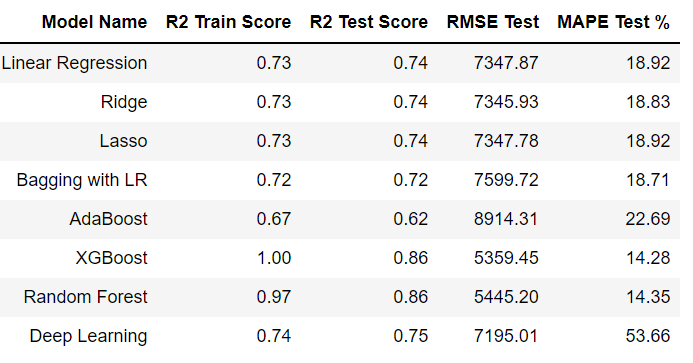 Model Name R2 Train Score R2 Test Score RMSE Test MAPE Test %
Linear Regression 0.73 0.74 7347.87 18.92
Ridge 0.73 0.74 7345.93 18.83
Lasso 0.73 0.74 7347.78 18.92
Bagging with LR 0.72 0.72 7599.72 18.71
AdaBoost 0.67 0.62 8914.31 22.69
XGBoost 1.00 0.86 5359.45 14.28
Random Forest 0.97 0.86 5445.20 14.35
Deep Learning 0.74 0.75 7195.01 53.66